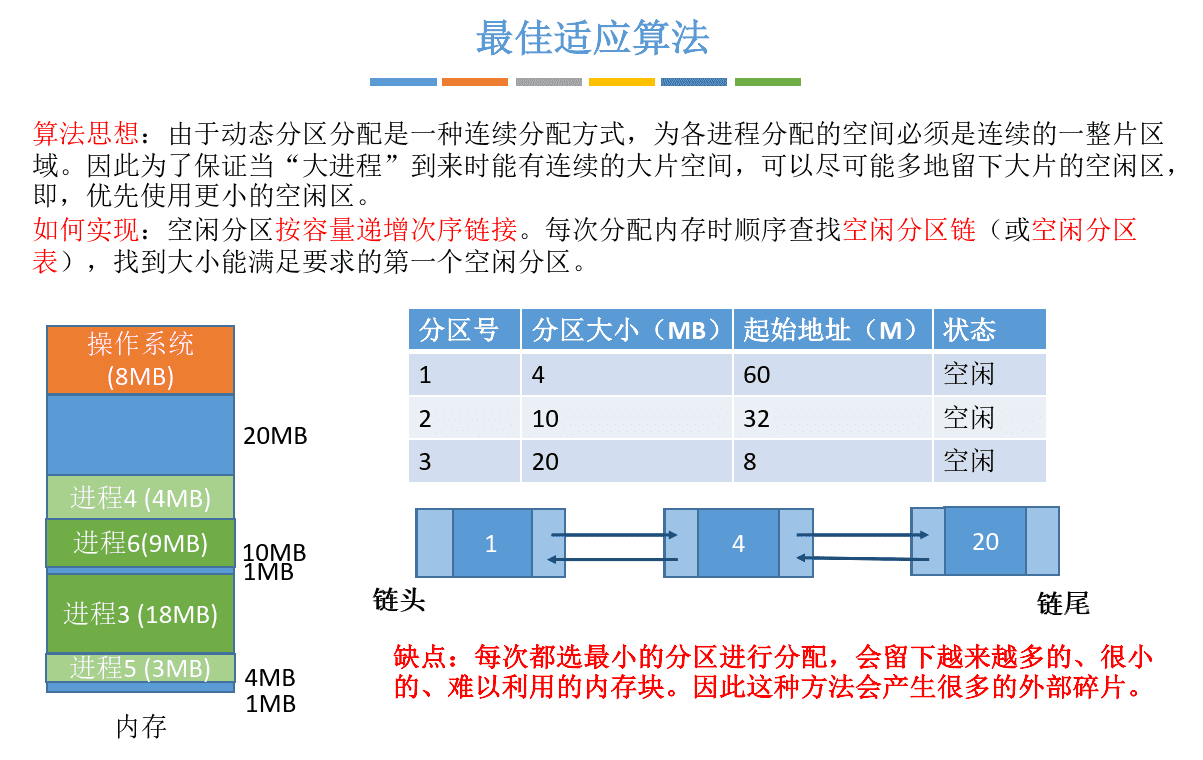 最佳适应算法
算法思想：由于动态分区分配是一种连续分配方式，为各进程分配的空间必须是连续的一整片区
域。因此为了保证当“大进程”到来时能有连续的大片空间，可以尽可能多地留下大片的空闲区，
即，优先使用更小的空闲区。
如何实现：空闲分区按容量递增次序链接。每次分配内存时顺序查找空闲分区链（或空闲分区
表），找到大小能满足要求的第一个空闲分区。
操作系统
(8MB)
20MB
进程4 (4MB)
进程6(9MB)
10MB
1MB
进程3 (18MB)
进程5 (3MB)
4MB
1MB
内存
分区号 分区大小（MB） 起始地址（M） 状态
1 4 60 空闲
2 10 32 空闲
3 20 8 空闲
1 4 20
链头
链尾
缺点：每次都选最小的分区进行分配，会留下越来越多的、很小
的、难以利用的内存块。因此这种方法会产生很多的外部碎片。